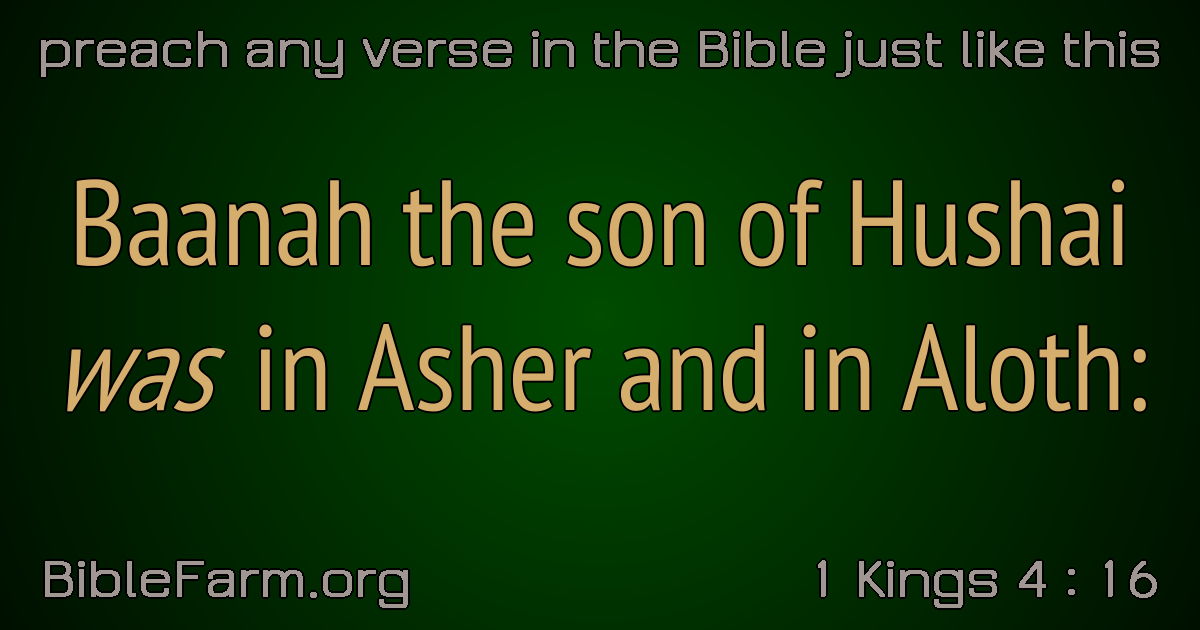 preach any verse in the Bible just like this
Baanah the son of Hushai
was in Asher and in Aloth:
BibleFarm.org
1 Kings 4 : 16